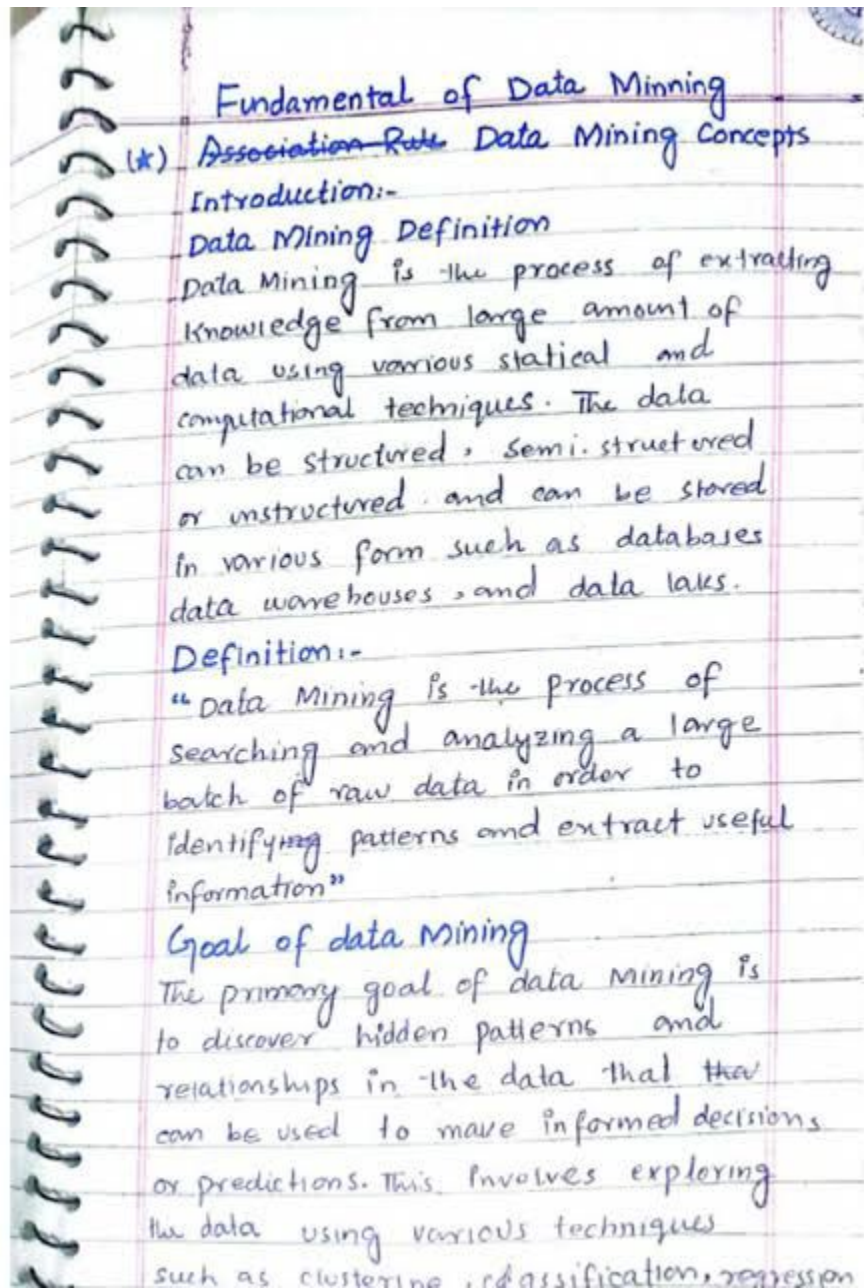 Fundamental of Data Minning
(*) Association Rule Data Mining Concepts
Introduction:-
Data Mining Definition
Data Mining is the process of extracting
Knowledge from large amount of
data using various statical and
computational techniques. The data
can be structured, semi. structured
or unstructured. and can be stored
in various form such as databases
data warehouses, and data laks.
Definition:-
"Data Mining is the process of
searching and analyzing a large
batch of raw data in order to
identifying patterns and extract useful
information"
Goal of data Mining
The primary goal of data Mining is
to discover hidden patterns and
relationships in the data that
can be used to make informed decisions
or predictions. This. Involves exploring
the data using various techniques
such as clustering, classification, regression